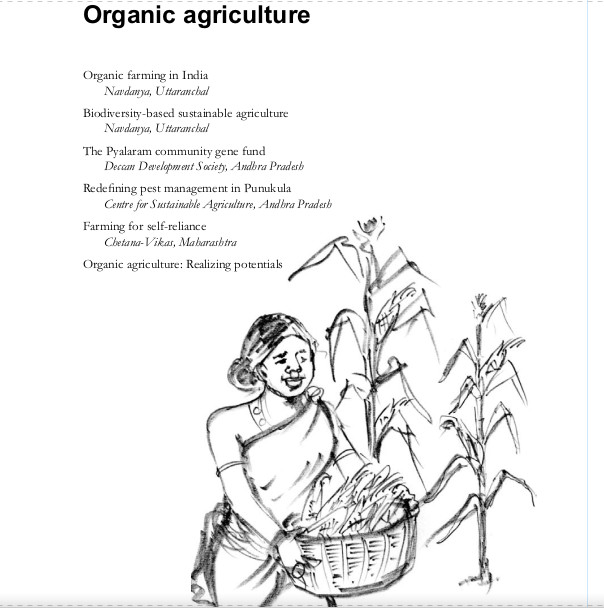 Organic agriculture
Organic farming in India
Navdanya, Uttaranchal
Biodiversity-based sustainable agriculture
Navdanya, Uttaranchal
The Pyalaram community gene fund
Deccan Development Society, Andhra Pradesh
Redefining pest management in Punukula
Centre for Sustainable Agriculture, Andhra Pradesh
Farming for self-reliance
Chetana-Vikas, Maharashtra
Organic agriculture: Realizing potentials